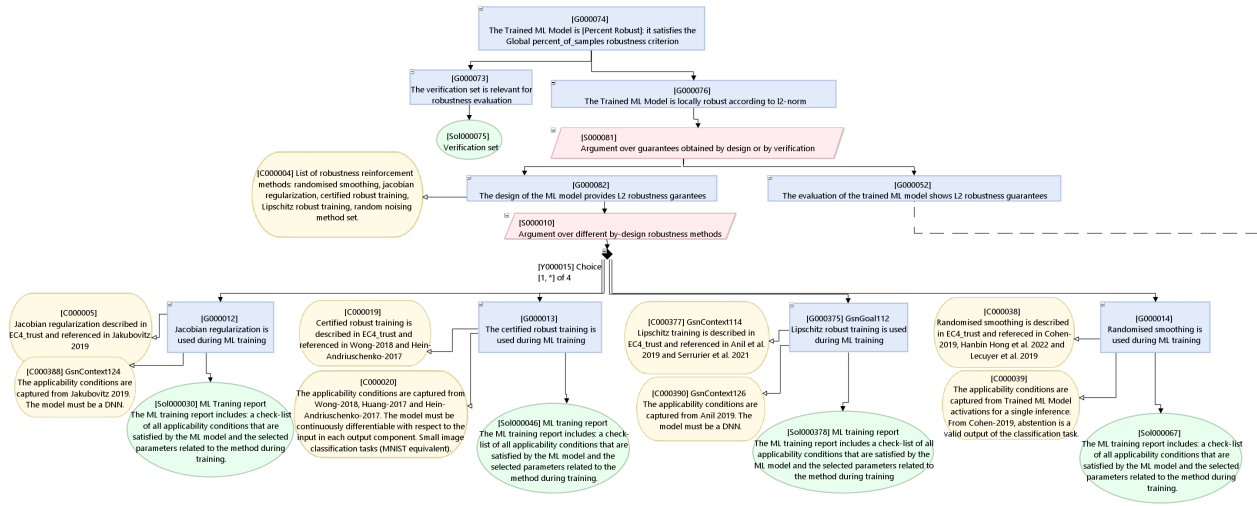 [G000074]
The Trained ML Model is [Percent Robust]: it satisfies the
Global percent_of_samples robustness criterion
[G000073]
The verification set is relevant for
robustness evaluation
[G000076]
The Trained ML Model is locally robust according to l2-norm
[Sol000075]
Verification set
[S000081]
Argument over guarantees obtained by design or by verification
[C000004] List of robustness reinforcement
methods: randomised smoothing, jacobian
regularization, certified robust training,
Lipschitz robust training, random noising
method set.
[G000082]
The design of the ML model provides L2 robustness garantees
[G000052]
The evaluation of the trained ML model shows L2 robustness guarantees
[S000010]
Argument over different by-design robustness methods
[Y000015] Choice
[1, *] of 4
[C000005]
Jacobian regularization described in
EC4_trust and referenced in Jakubovitz
2019
[G000012]
Jacobian regularization is
used during ML training
[C000388] GsnContext124
The applicability conditions are
captured from Jakubovitz 2019.
The model must be a DNN.
[Sol000030] ML Traning report
The ML training report includes: a check-list
of all applicability conditions that are
satisfied by the ML model and the selected
parameters related to the method during
training.
[C000019]
Certified robust training is
described in EC4_trust and
referenced in Wong-2018 and Hein-
Andriuschenko-2017
[G000013]
The certified robust training is
used during ML training
[C000020]
The applicability conditions are captured from
Wong-2018, Huang-2017 and Hein-
Andriuschenko-2017. The model must be
continuously differentiable with respect to the
input in each output component. Small image
classification tasks (MNIST equivalent).
[Sol000046] ML training report
The ML training report includes: a check-
list of all applicability conditions that are
satisfied by the ML model and the
selected parameters related to the
method during training.
[C000377] GsnContext114
Lipschitz training is described in
EC4_trust and referenced in Anil et al.
2019 and Serrurier et al. 2021
[G000375] GsnGoal112
Lipschitz robust training is used
during ML training
[C000390] GsnContext126
The applicability conditions are
captured from Anil 2019. The
model must be a DNN.
[Sol000378] ML training report
The ML training report includes a check-list of all
applicability conditions that are satisfied by the
ML model and the selected parameters related to
the method during training
[C000038]
Randomised smoothing is described
in EC4_trust and referenced in Cohen-
2019, Hanbin Hong et al. 2022 and
Lecuyer et al. 2019
[G000014]
Randomised smoothing is
used during ML training
[C000039]
The applicability conditions are
captured from Trained ML Model
activations for a single inference.
From Cohen-2019, abstention is a
valid output of the classification task.
[Sol000067]
The ML training report includes: a check-list
of all applicability conditions that are
satisfied by the ML model and the selected
parameters related to the method during
training.